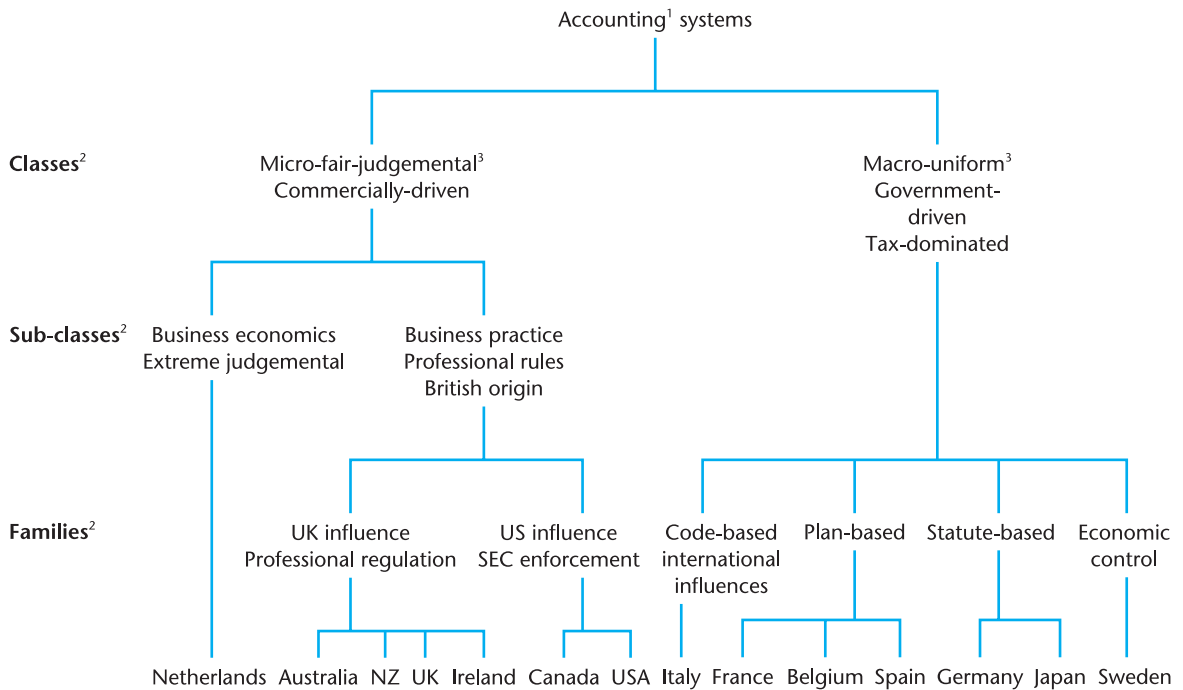 Accounting¹ systems
Classes²
Micro-fair-judgemental³
Commercially-driven
Macro-uniform³
Government-
driven
Tax-dominated
Sub-classes²
Business economics
Extreme judgemental
Business practice
Professional rules
British origin
Families²
UK influence
Professional regulation
US influence
SEC enforcement
Code-based
international
influences
Plan-based
Statute-based
Economic
control
Netherlands Australia NZ UK Ireland Canada USA Italy France Belgium Spain Germany Japan Sweden